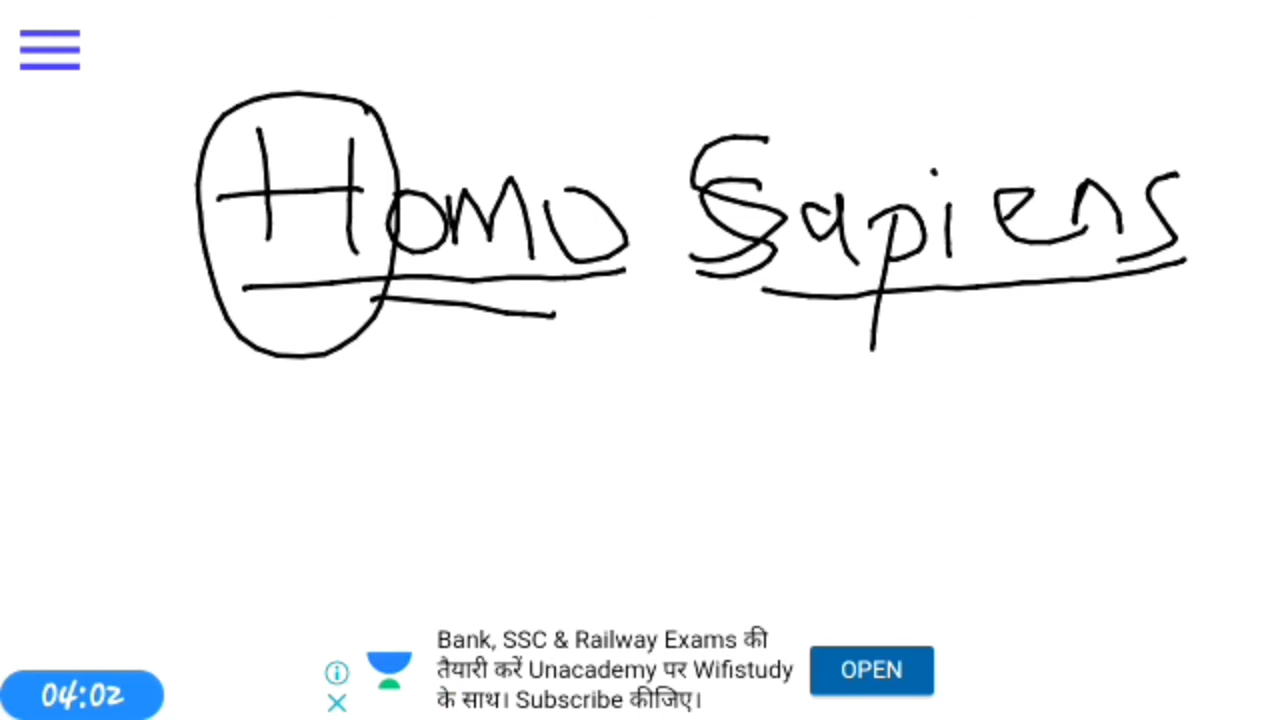 Homo Sapiens
Bank, SSC & Railway Exams की
तैयारी करें Unacademy पर Wifistudy
के साथ। Subscribe कीजिए।
OPEN
04:02